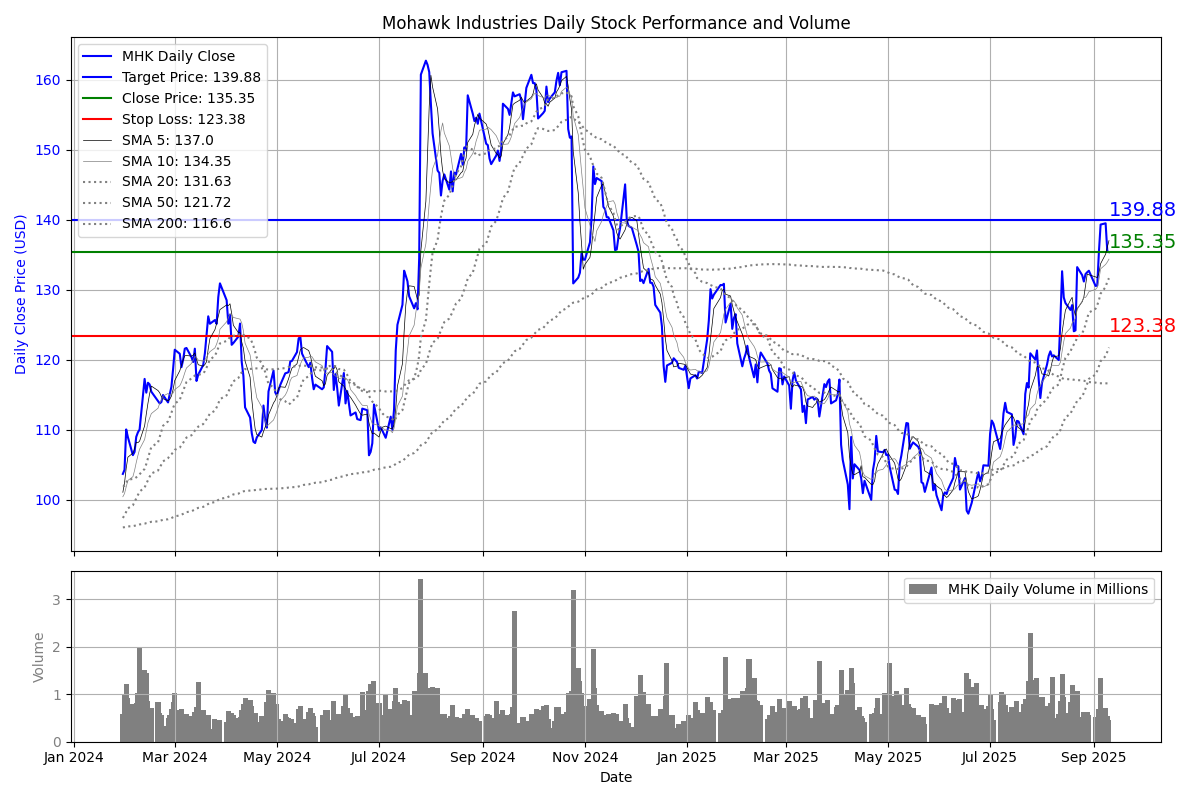 Mohawk Industries Daily Stock Performance and Volume
MHK Daily Close
Target Price: 139.88
Close Price: 135.35
Stop Loss: 123.38
SMA 5: 137.0
SMA 10: 134.35
SMA 20: 131.63
SMA 50: 121.72
SMA 200: 116.6
Daily Close Price (USD)
160
150
140
130
120
110
100
139.88
135.35
123.38
MHK Daily Volume in Millions
Volume
3
2
1
0
Jan 2024 Mar 2024 May 2024 Jul 2024 Sep 2024 Nov 2024 Jan 2025 Mar 2025 May 2025 Jul 2025 Sep 2025
Date